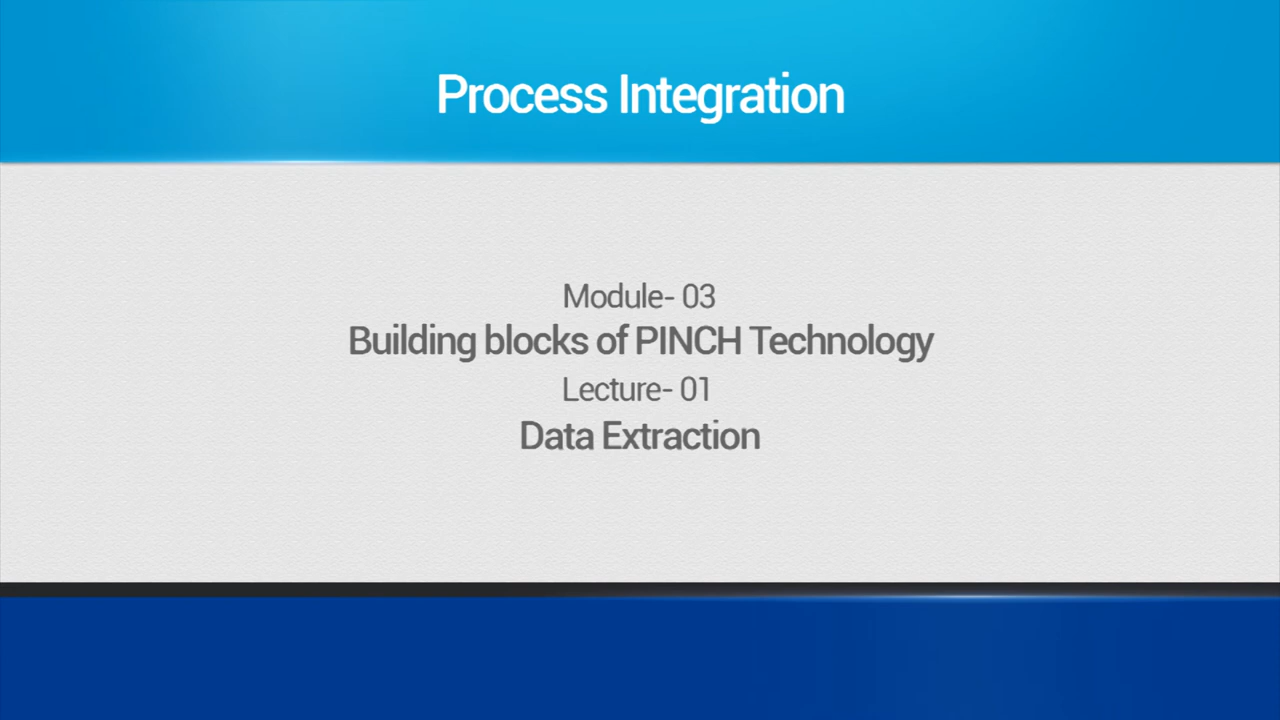 Process Integration
Module- 03
Building blocks of PINCH Technology
Lecture- 01
Data Extraction